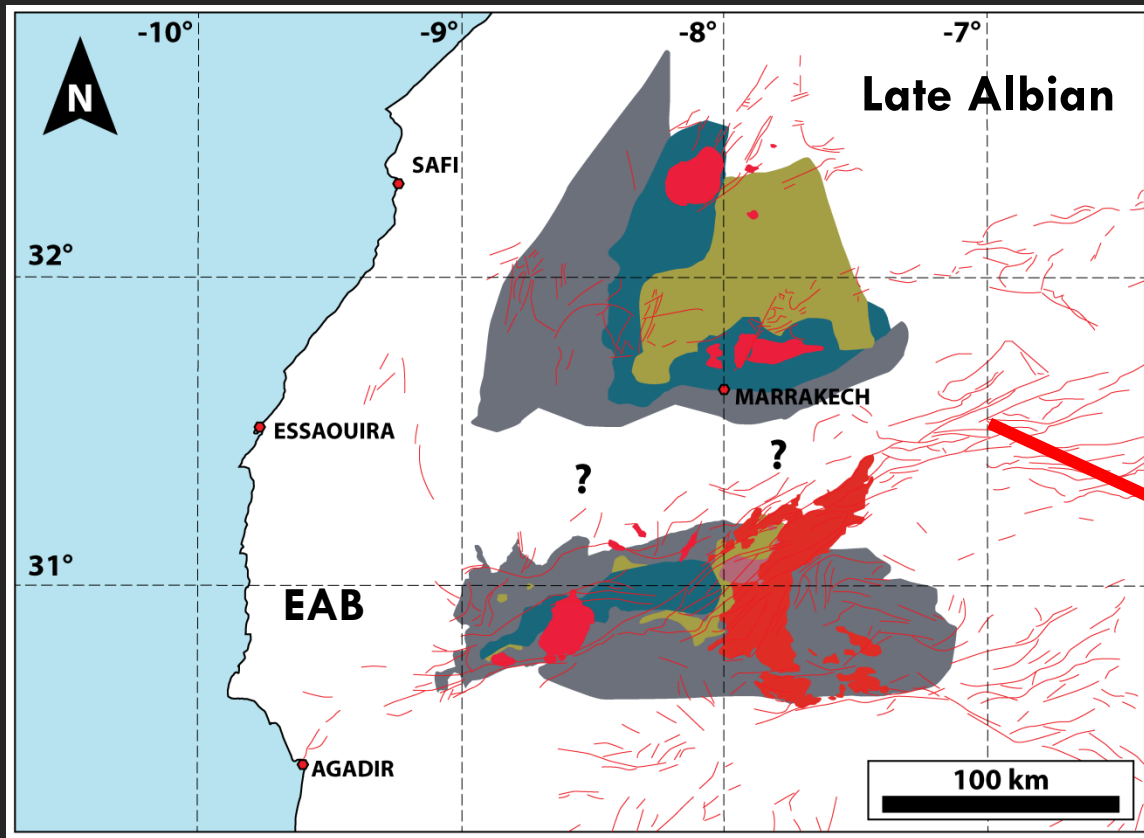 -10°
-9°
-8°
-7°
N
Late Albian
SAFI
32°
MARRAKECH
ESSAOUIRA
?
?
31°
EAB
AGADIR
100 km